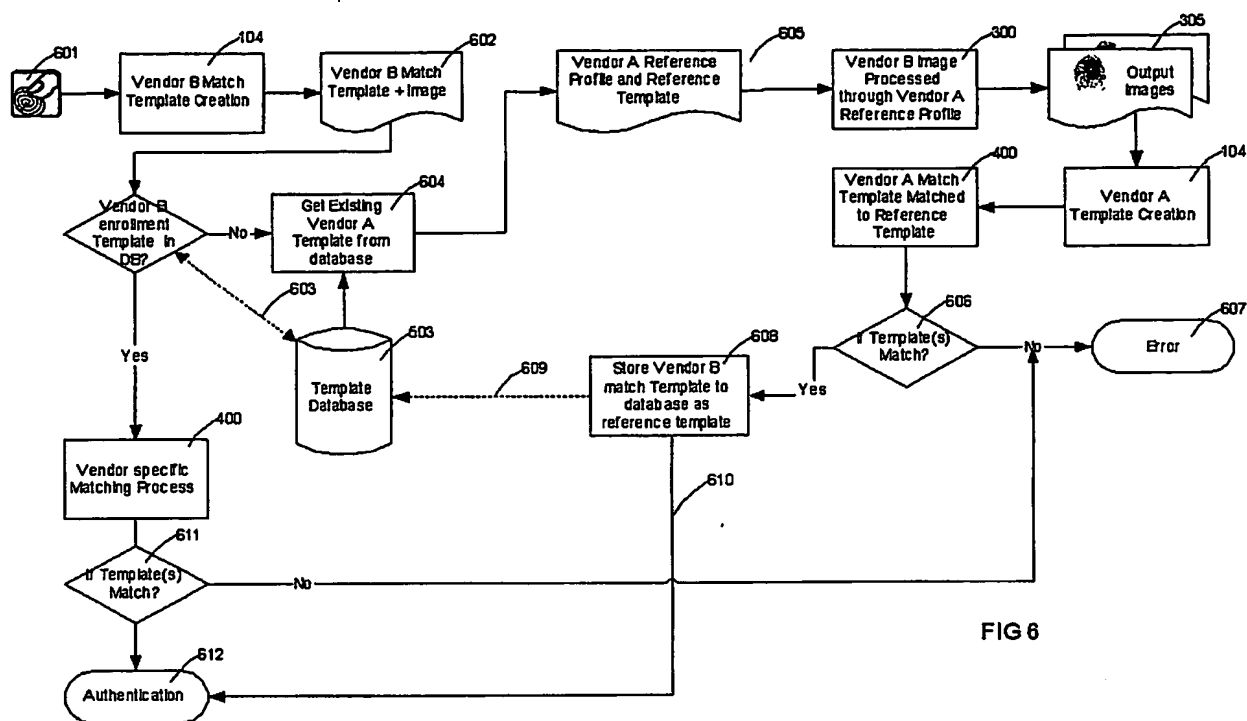 601
104
Vendor B Match
Template Creation
602
Vendor B Match
Template + Image
605
Vendor A Reference
Profile and Reference
Template
300
Vendor B Image
Processed
through Vendor A
Reference Profile
305
Output
Images
Vendor B
enrollment
Template in
DB?
No
604
Get Existing
Vendor A
Template from
database
400
Vendor A Match
Template Matched
to Reference
Template
104
Vendor A
Template Creation
603
503
Template
Database
609
608
Store Vendor B
match Template to
database as
reference template
Yes
606
If Template(s)
Match?
No
607
Error
Yes
400
Vendor specific
Matching Process
610
611
If Template(s)
Match?
No
612
Authentication
FIG 6